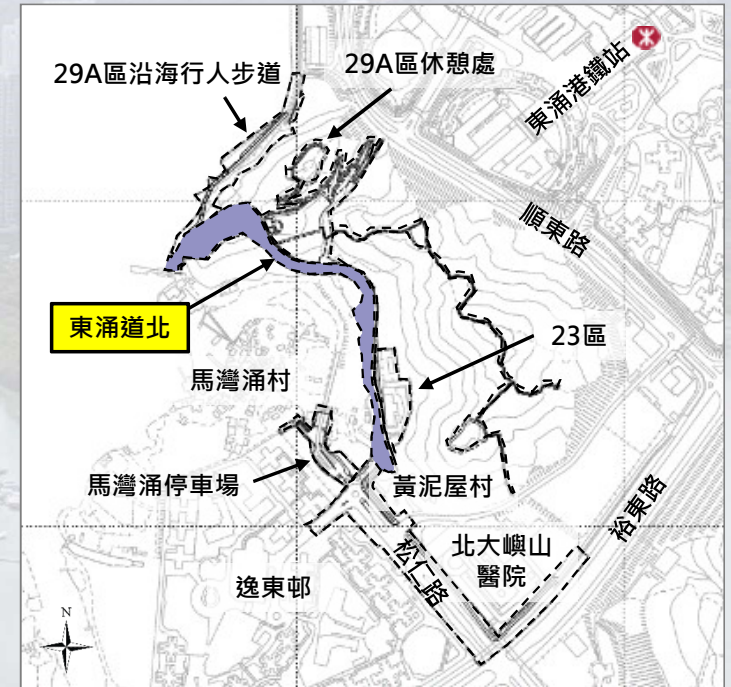 29A區沿海行人步道
29A區休憩處
東涌港鐵站
順東路
東涌道北
23區
馬灣涌村
馬灣涌停車場
黃泥屋村
裕東路
松仁路
北大嶼山
醫院
逸東邨
N